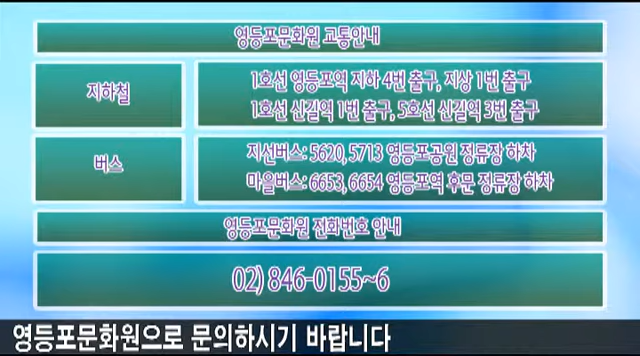 영등포문화원 교통안내
지하철
1호선 영등포역 지하 4번 출구, 지상 1번 출구
1호선 신길역 1번 출구, 5호선 신길역 3번 출구
버스
지선버스: 5620, 5713 영등포공원 정류장 하차
마을버스: 6653, 6654 영등포역 후문 정류장 하차
영등포문화원 전화번호 안내
02) 846-0155~6
영등포문화원으로 문의하시기 바랍니다